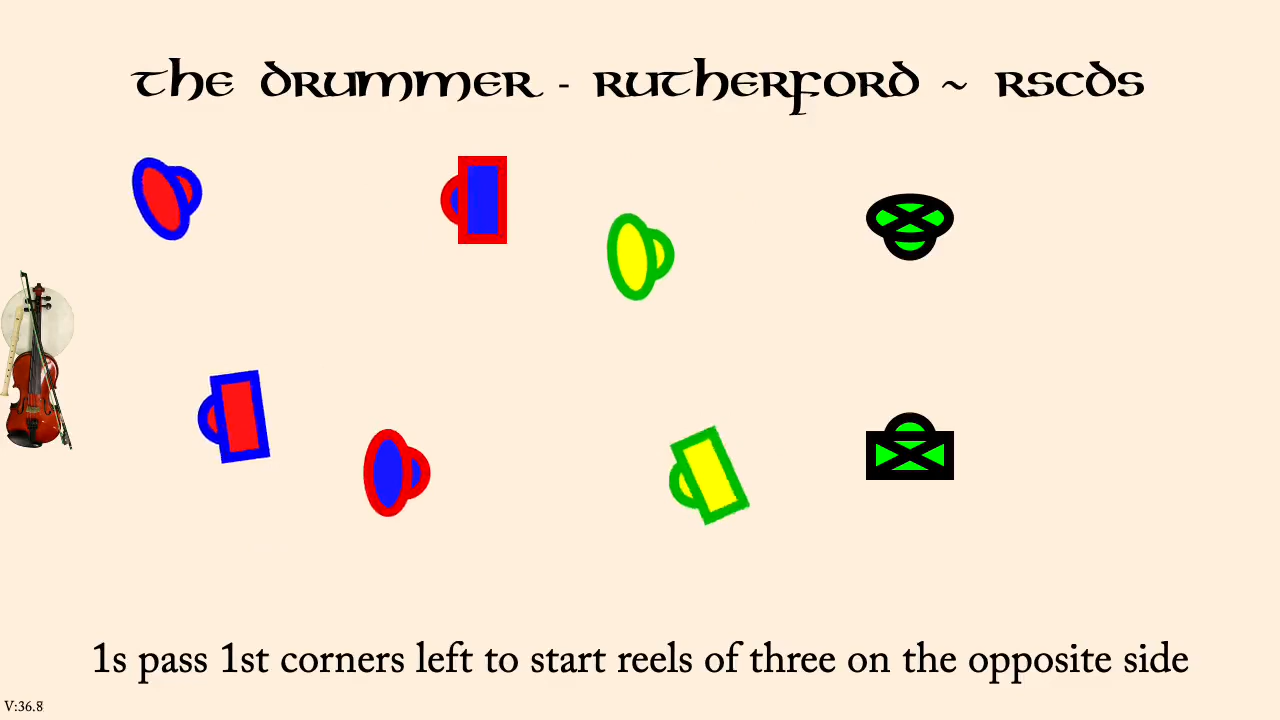 The Drummer - Rutherford ~ RSCDS
1s pass 1st corners left to start reels of three on the opposite side
V:36.8